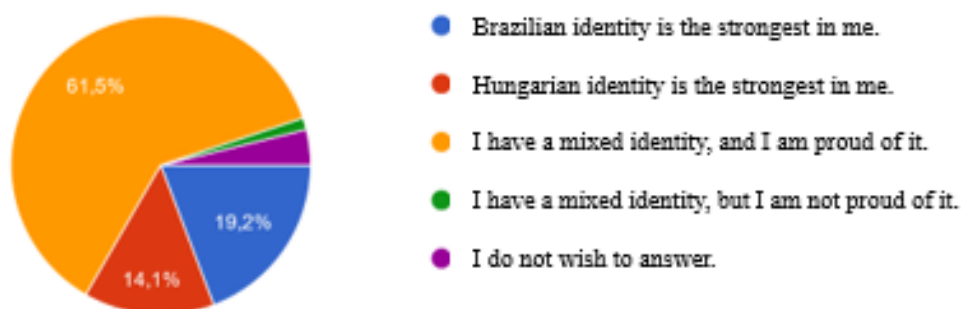 61,5%
19,2%
14,1%
Brazilian identity is the strongest in me.
Hungarian identity is the strongest in me.
I have a mixed identity, and I am proud of it.
I have a mixed identity, but I am not proud of it.
I do not wish to answer.